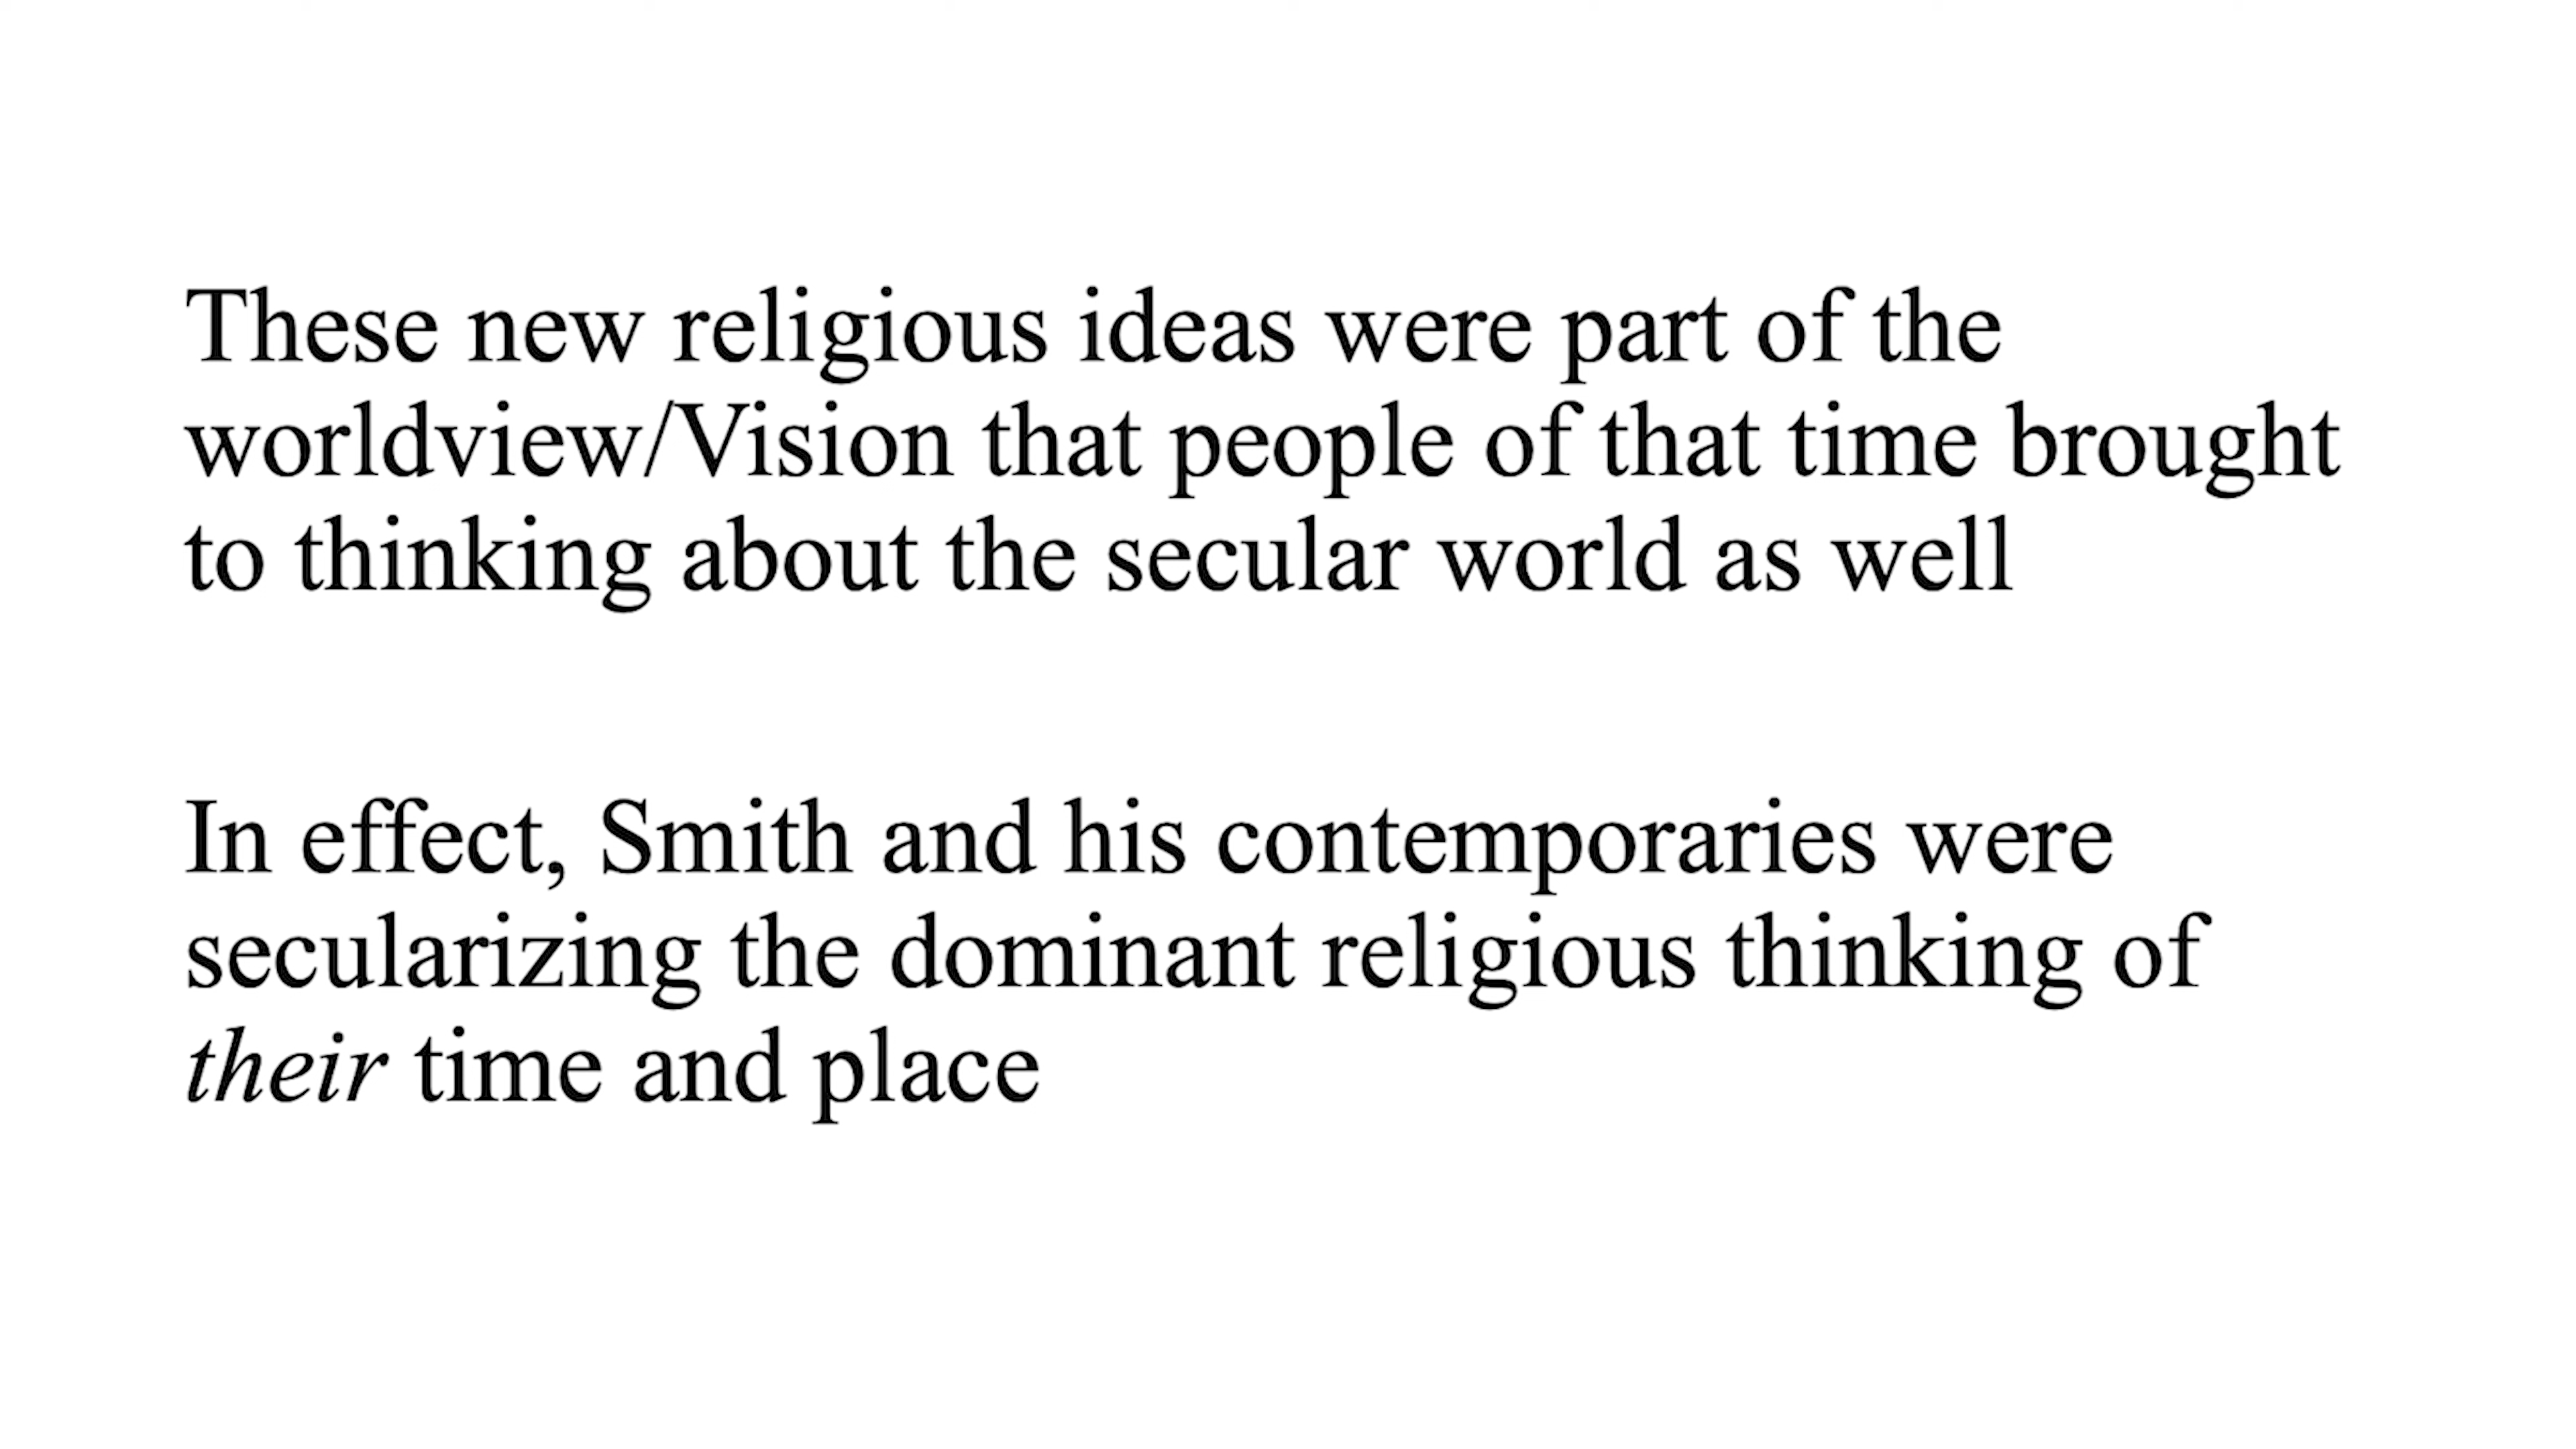 These new religious ideas were part of the
worldview/Vision that people of that time brought
to thinking about the secular world as well
In effect, Smith and his contemporaries were
secularizing the dominant religious thinking of
their time and place